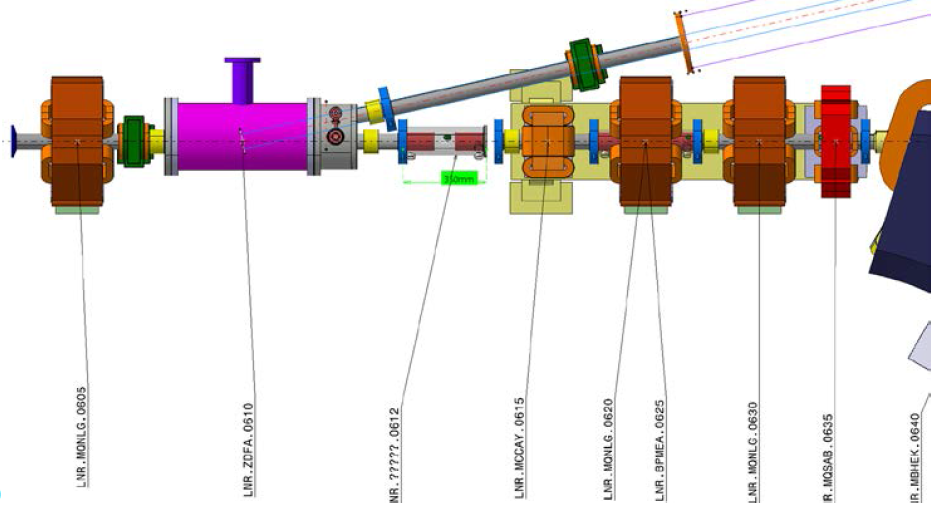 350mm
LNR.MQNLG.0605
LNR.ZDFA.0610
NR.?????.0612
LNR.MCCAY.0615
LNR.MQNLG.0620
LNR.BPMEA.0625
LNR.MQNLG.0630
R.MQSAB.0635
R.MBHEK.0640